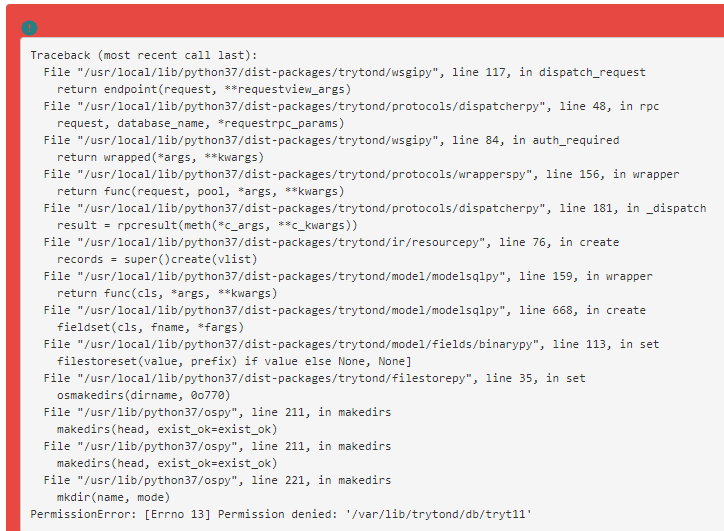 Traceback (most recent call last):
File "/usr/local/lib/python37/dist-packages/trytond/wsgipy", line 117, in dispatch_request
return endpoint(request, **requestview_args)
File "/usr/local/lib/python37/dist-packages/trytond/protocols/dispatcherpy", line 48, in rpc
request, database_name, *requestrpc_params)
File "/usr/local/lib/python37/dist-packages/trytond/wsgipy", line 84, in auth_required
return wrapped(*args, **kwargs)
File "/usr/local/lib/python37/dist-packages/trytond/protocols/wrapperspy", line 156, in wrapper
return func(request, pool, *args, **kwargs)
File "/usr/local/lib/python37/dist-packages/trytond/protocols/dispatcherpy", line 181, in _dispatch
result = rpcresult(meth(*c_args, **c_kwargs))
File "/usr/local/lib/python37/dist-packages/trytond/ir/resourcepy", line 76, in create
records = super()create(vlist)
File "/usr/local/lib/python37/dist-packages/trytond/model/modelsqlpy", line 159, in wrapper
return func(cls, *args, **kwargs)
File "/usr/local/lib/python37/dist-packages/trytond/model/modelsqlpy", line 668, in create
fieldset(cls, fname, *fargs)
File "/usr/local/lib/python37/dist-packages/trytond/model/fields/binarypy", line 113, in set
filestoreset(value, prefix) if value else None, None]
File "/usr/local/lib/python37/dist-packages/trytond/filestorepy", line 35, in set
osmakedirs(dirname, 0o770)
File "/usr/lib/python37/ospy", line 211, in makedirs
makedirs(head, exist_ok=exist_ok)
File "/usr/lib/python37/ospy", line 211, in makedirs
makedirs(head, exist_ok=exist_ok)
File "/usr/lib/python37/ospy", line 221, in makedirs
mkdir(name, mode)
PermissionError: [Errno 13] Permission denied: '/var/lib/trytond/db/tryt11'